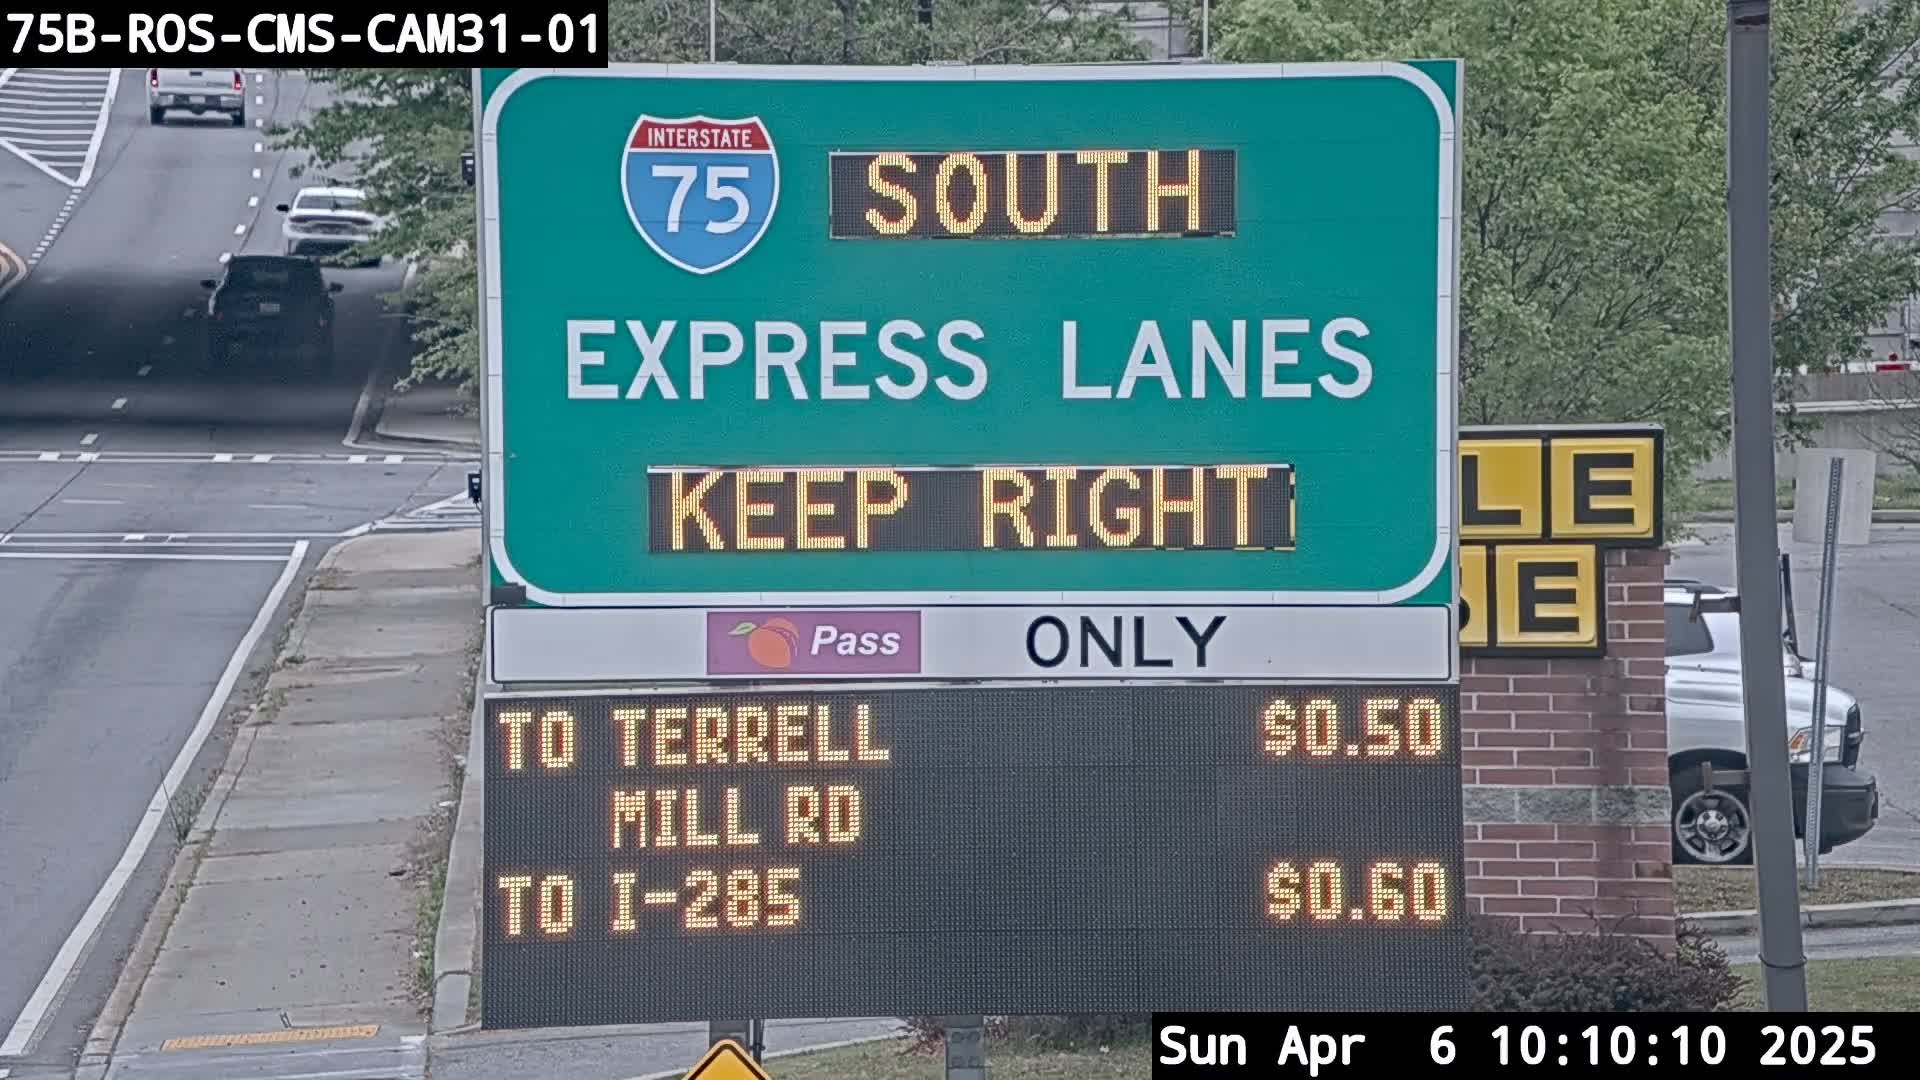 75B-ROS-CMS-CAM31-01
INTERSTATE
75
SOUTH
EXPRESS LANES
KEEP RIGHT
Pass ONLY
TO TERRELL $0.50
MILL RD
TO I-285 $0.60
LE
E
Sun Apr 6 10:10:10 2025